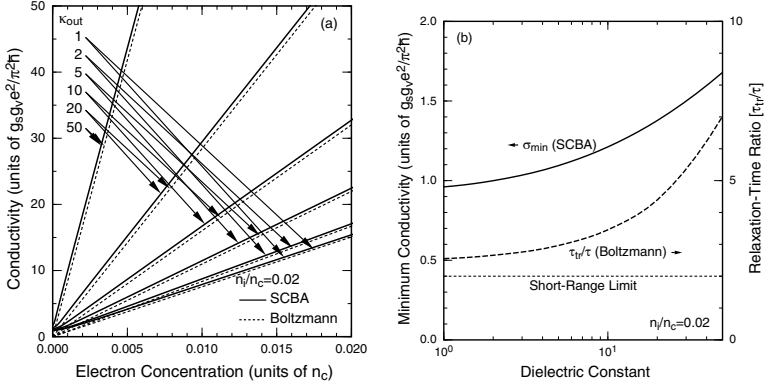 (a)
Conductivity (units of gsgve²/π²ħ)
50
40
30
20
10
0
κout
1
2
5
10
20
50
ni/nc=0.02
SCBA
Boltzmann
0.000
0.005
0.010
0.015
0.020
Electron Concentration (units of nc)
(b)
Minimum Conductivity (units of gsgve²/π²ħ)
2.0
1.5
1.0
0.5
0.0
σmin (SCBA)
τtr/τ (Boltzmann)
Short-Range Limit
ni/nc=0.02
10⁰
10¹
Dielectric Constant
10
5
0
Relaxation-Time Ratio [τtr/τ]